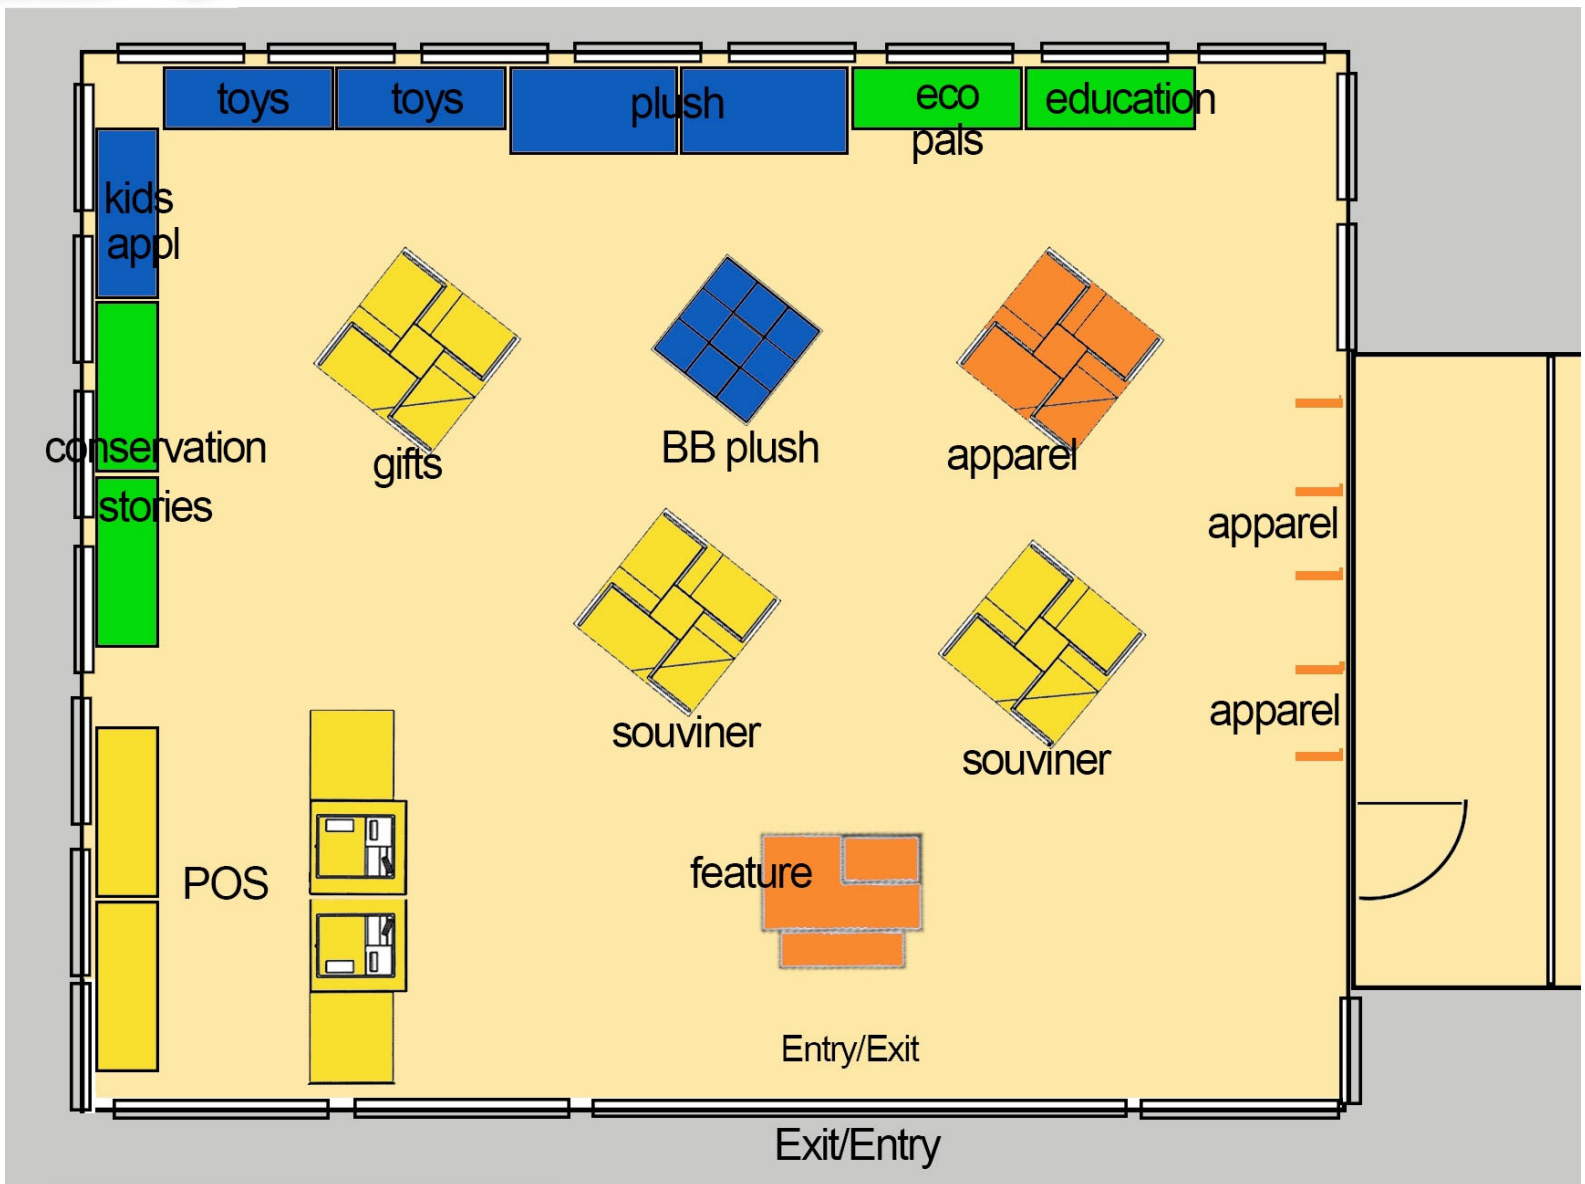 toys
toys
plush
eco
pals
education
kids
appl
conservation
stories
gifts
BB plush
apparel
apparel
souviner
souviner
apparel
POS
feature
Entry/Exit
Exit/Entry